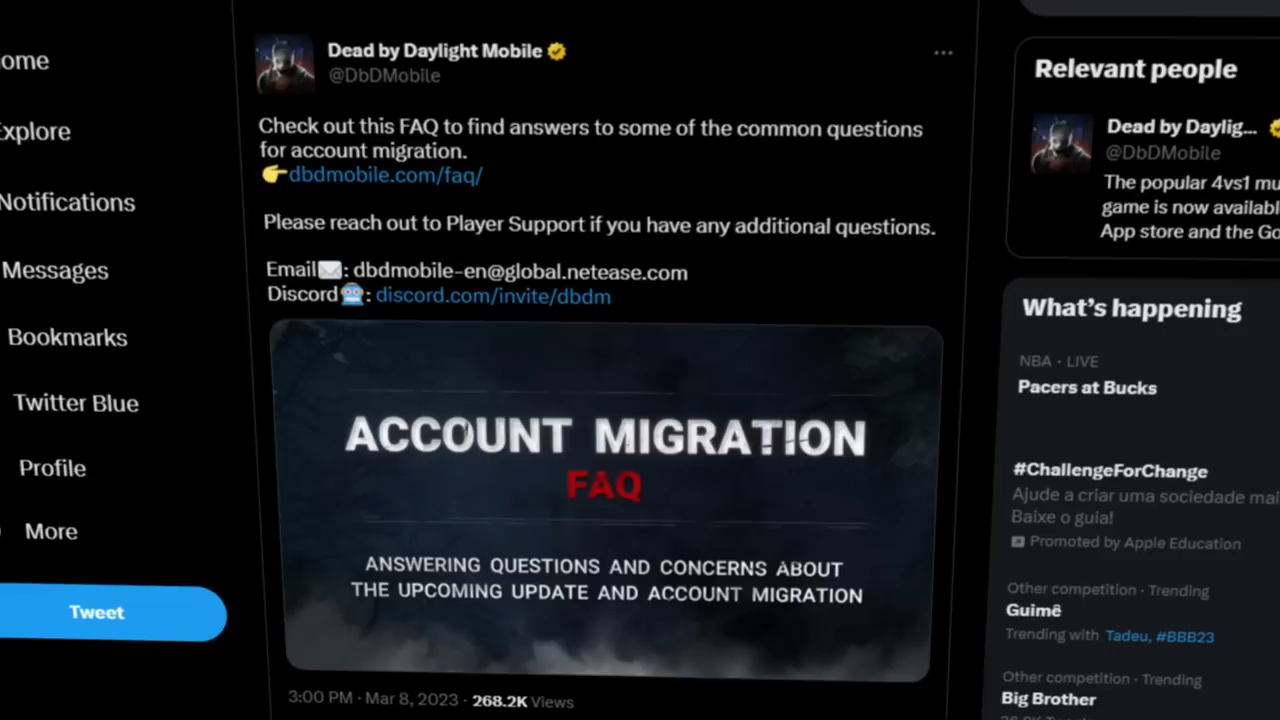 ome
Explore
Notifications
Messages
Bookmarks
Twitter Blue
Profile
More
Tweet
Dead by Daylight Mobile
@DbDMobile
Check out this FAQ to find answers to some of the common questions
for account migration.
👉dbdmobile.com/faq/
Please reach out to Player Support if you have any additional questions.
Email✉️: dbdmobile-en@global.netease.com
Discord🤖: discord.com/invite/dbdm
ACCOUNT MIGRATION
FAQ
ANSWERING QUESTIONS AND CONCERNS ABOUT
THE UPCOMING UPDATE AND ACCOUNT MIGRATION
3:00 PM · Mar 8, 2023 · 268.2K Views
Relevant people
Dead by Daylig...
@DbDMobile
The popular 4vs1 mu
game is now availabl
App store and the Go
What's happening
NBA · LIVE
Pacers at Bucks
#ChallengeForChange
Ajude a criar uma sociedade mai
Baixe o guia!
Promoted by Apple Education
Other competition · Trending
Guimê
Trending with Tadeu, #BBB23
Other competition · Trending
Big Brother